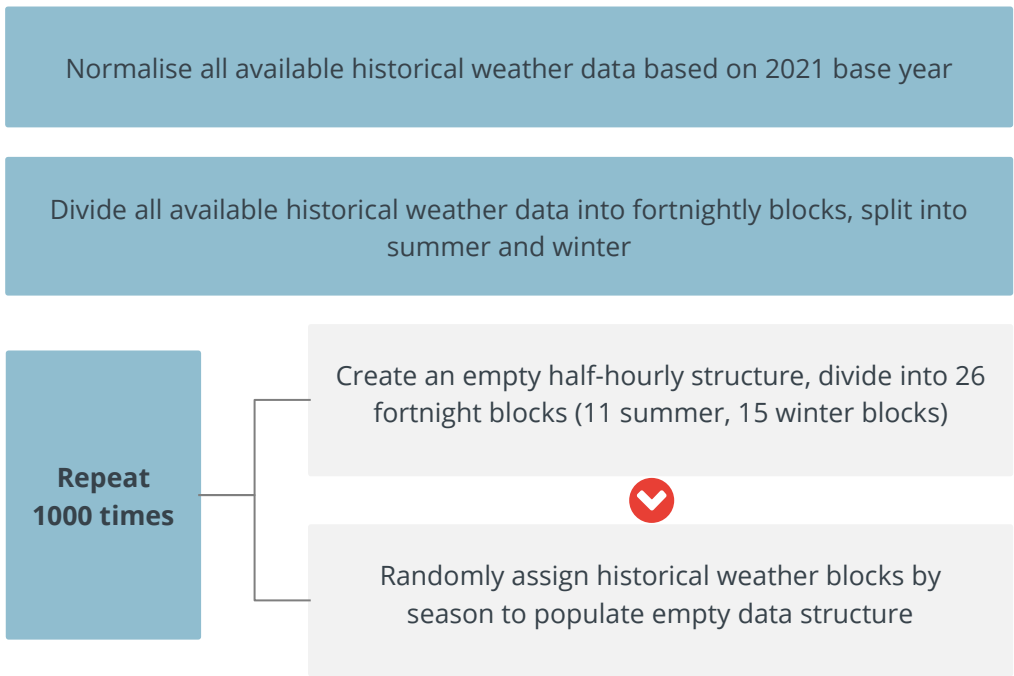 Normalise all available historical weather data based on 2021 base year
Divide all available historical weather data into fortnightly blocks, split into
summer and winter
Repeat
1000 times
Create an empty half-hourly structure, divide into 26
fortnight blocks (11 summer, 15 winter blocks)
Randomly assign historical weather blocks by
season to populate empty data structure